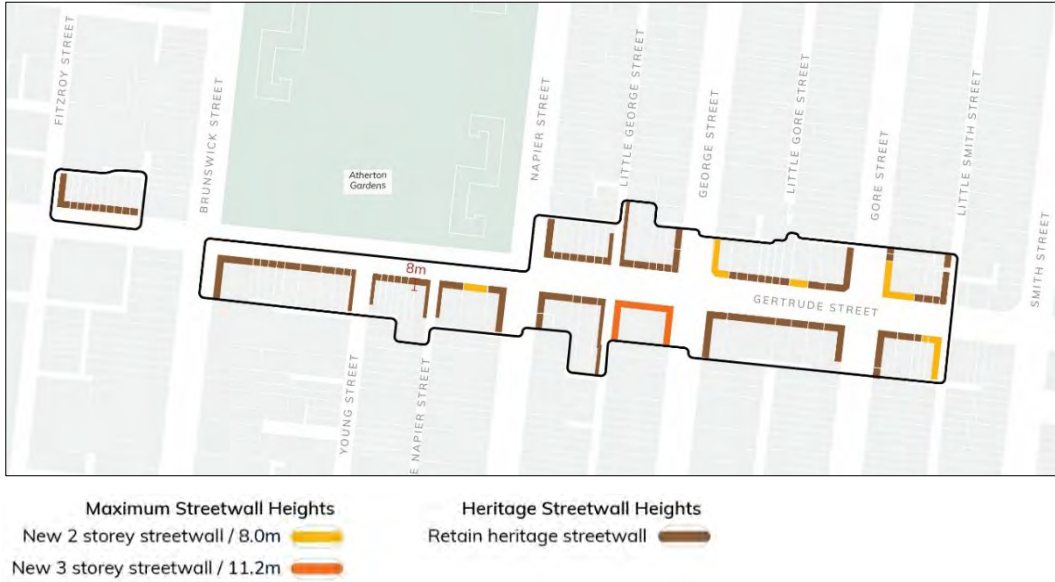 FITZROY STREET
BRUNSWICK STREET
Atherton
Gardens
NAPIER STREET
LITTLE GEORGE STREET
GEORGE STREET
LITTLE GORE STREET
GORE STREET
LITTLE SMITH STREET
SMITH STREET
8m
1
GERTRUDE STREET
YOUNG STREET
E NAPIER STREET
Maximum Streetwall Heights
New 2 storey streetwall / 8.0m
New 3 storey streetwall / 11.2m
Heritage Streetwall Heights
Retain heritage streetwall